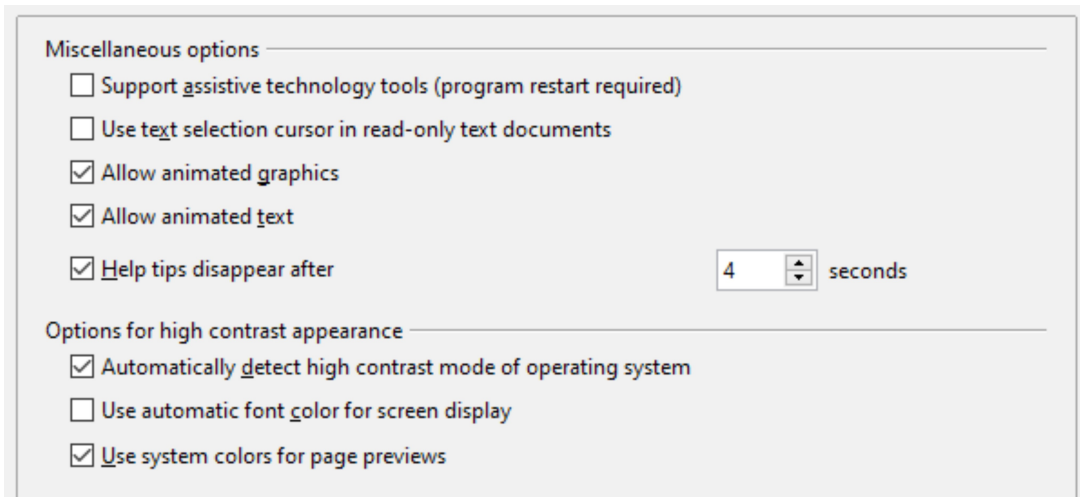 Miscellaneous options
Support assistive technology tools (program restart required)
Use text selection cursor in read-only text documents
Allow animated graphics
Allow animated text
Help tips disappear after 4 seconds
Options for high contrast appearance
Automatically detect high contrast mode of operating system
Use automatic font color for screen display
Use system colors for page previews